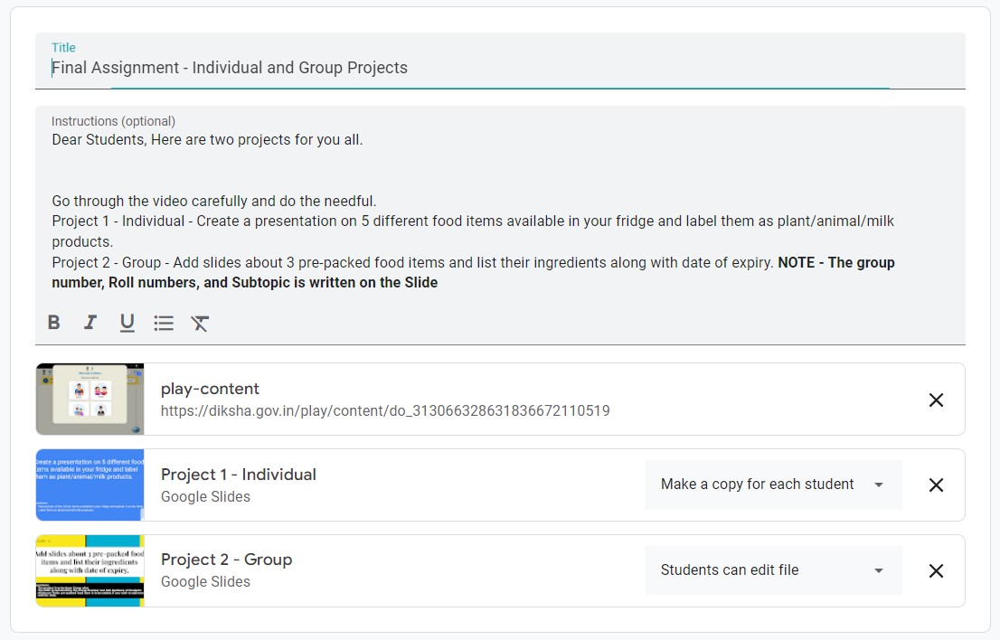 Title
Final Assignment - Individual and Group Projects
Instructions (optional)
Dear Students, Here are two projects for you all.
Go through the video carefully and do the needful.
Project 1 - Individual - Create a presentation on 5 different food items available in your fridge and label them as plant/animal/milk
products.
Project 2 - Group - Add slides about 3 pre-packed food items and list their ingredients along with date of expiry. NOTE - The group
number, Roll numbers, and Subtopic is written on the Slide
B I U
play-content
https://diksha.gov.in/play/content/do_313066328631836672110519
Create a presentation on 5 different food
items available in your fridge and label
them as plant/animal/milk products.
Project 1 - Individual
Google Slides
Make a copy for each student
Add slides about 3 pre-packed food
items and list their ingredients
along with date of expiry.
Project 2 - Group
Google Slides
Students can edit file